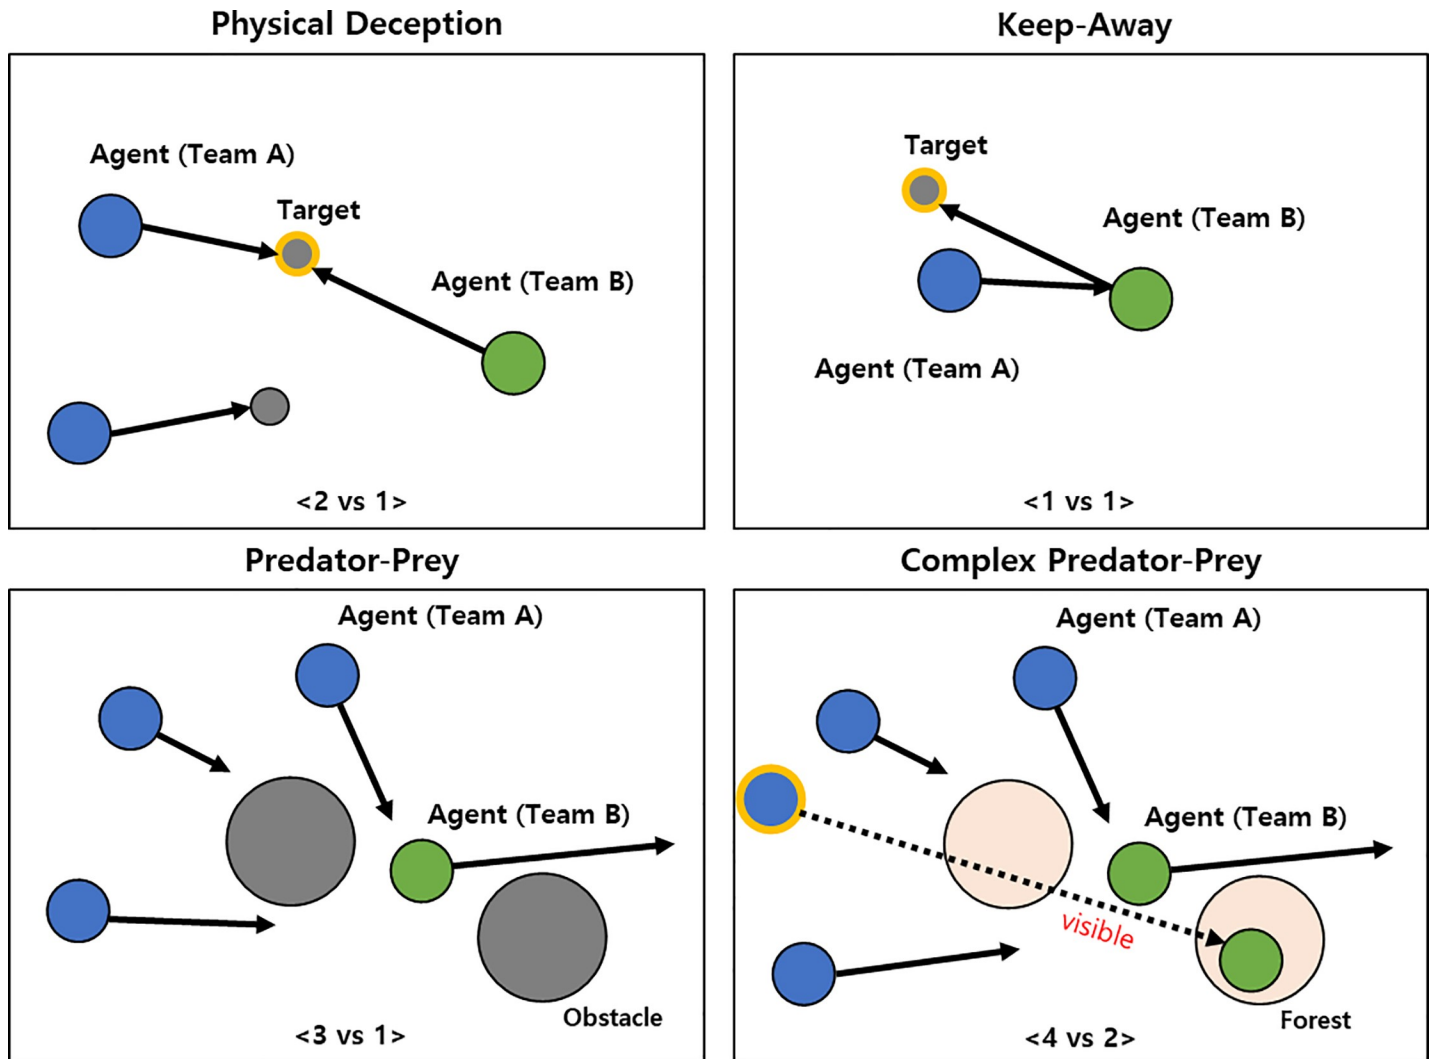 Physical Deception
Agent (Team A)
Target
Agent (Team B)
<2 vs 1>
Keep-Away
Target
Agent (Team B)
Agent (Team A)
<1 vs 1>
Predator-Prey
Agent (Team A)
Agent (Team B)
Obstacle
<3 vs 1>
Complex Predator-Prey
Agent (Team A)
Agent (Team B)
visible
Forest
<4 vs 2>